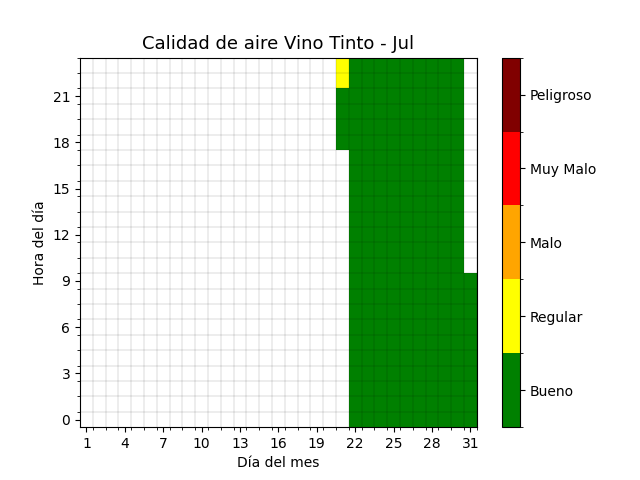 Calidad de aire Vino Tinto - Jul
Hora del día
21
18
15
12
9
6
3
0
1 4 7 10 13 16 19 22 25 28 31
Día del mes
Peligroso
Muy Malo
Malo
Regular
Bueno